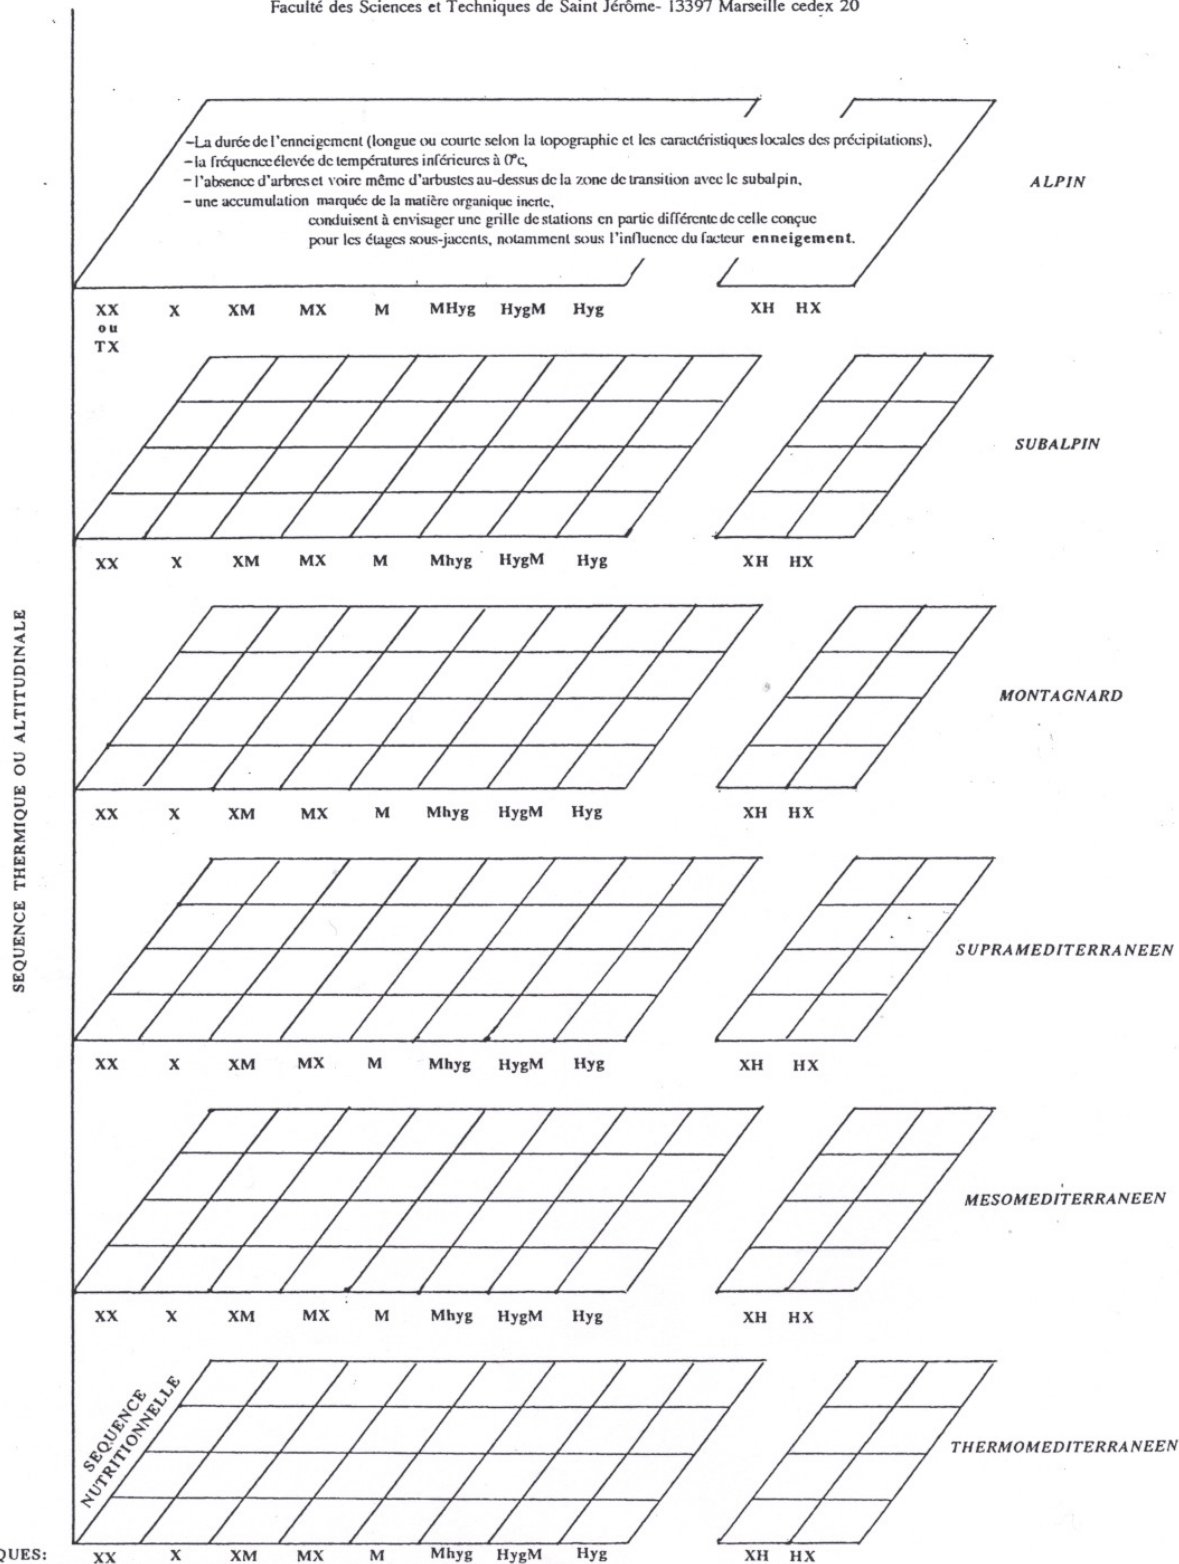 Faculté des Sciences et Techniques de Saint Jérôme- 13397 Marseille cedex 20
-La durée de l'enneigement (longue ou courte selon la topographie et les caractéristiques locales des précipitations),
-la fréquence élevée de températures inférieures à 0°c,
- l'absence d'arbres et voire même d'arbustes au-dessus de la zone de transition avec le subalpin,
- une accumulation marquée de la matière organique inerte,
conduisent à envisager une grille de stations en partie différente de celle conçue
pour les étages sous-jacents, notamment sous l'influence du facteur enneigement.
ALPIN
XX X XM MX M MHyg HygM Hyg XH HX
ou
TX
SUBALPIN
XX X XM MX M Mhyg HygM Hyg XH HX
SEQUENCE THERMIQUE OU ALTITUDINALE
MONTAGNARD
XX X XM MX M Mhyg HygM Hyg XH HX
SUPRAMEDITERRANEEN
XX X XM MX M Mhyg HygM Hyg XH HX
MESOMEDITERRANEEN
XX X XM MX M Mhyg HygM Hyg XH HX
SEQUENCE
NUTRITIONNELLE
THERMOMEDITERRANEEN
QUES: XX X XM MX M Mhyg HygM Hyg XH HX